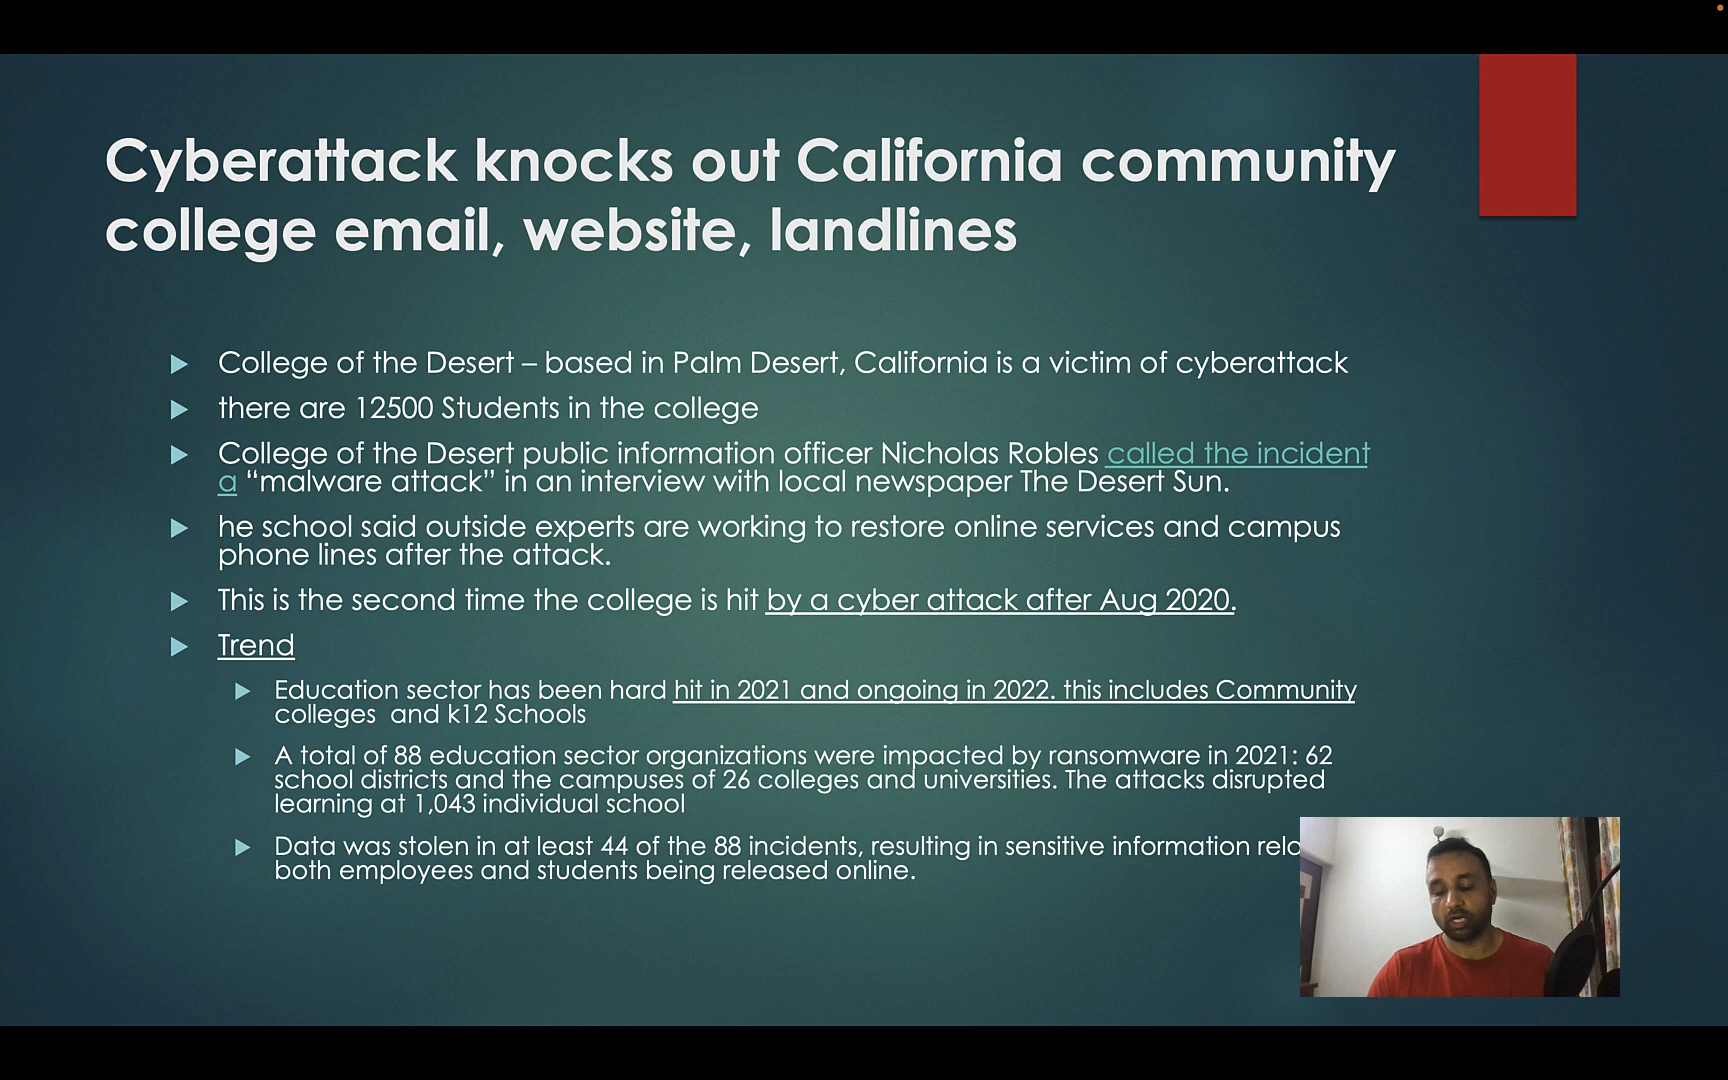 Cyberattack knocks out California community
college email, website, landlines
College of the Desert – based in Palm Desert, California is a victim of cyberattack
there are 12500 Students in the college
College of the Desert public information officer Nicholas Robles called the incident
a “malware attack” in an interview with local newspaper The Desert Sun.
he school said outside experts are working to restore online services and campus
phone lines after the attack.
This is the second time the college is hit by a cyber attack after Aug 2020.
Trend
Education sector has been hard hit in 2021 and ongoing in 2022. this includes Community
colleges  and k12 Schools
A total of 88 education sector organizations were impacted by ransomware in 2021: 62
school districts and the campuses of 26 colleges and universities. The attacks disrupted
learning at 1,043 individual school
Data was stolen in at least 44 of the 88 incidents, resulting in sensitive information
both employees and students being released online.